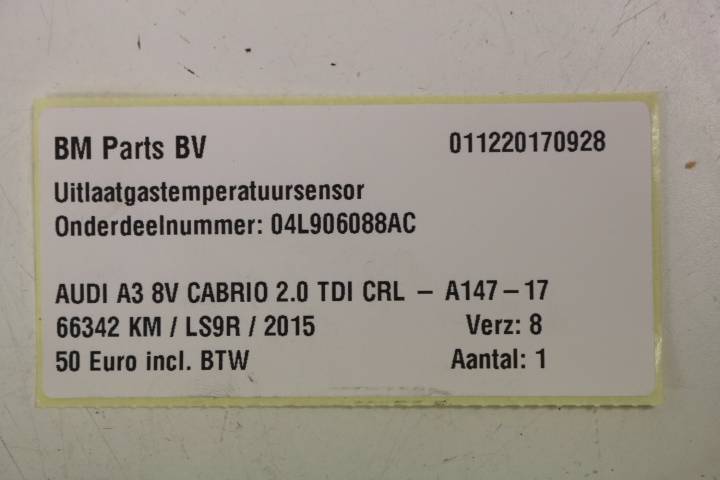 BM Parts BV 011220170928
Uitlaatgastemperatuursensor
Onderdeelnummer: 04L906088AC
AUDI A3 8V CABRIO 2.0 TDI CRL – A147–17
66342 KM / LS9R / 2015 Verz: 8
50 Euro incl. BTW Aantal: 1